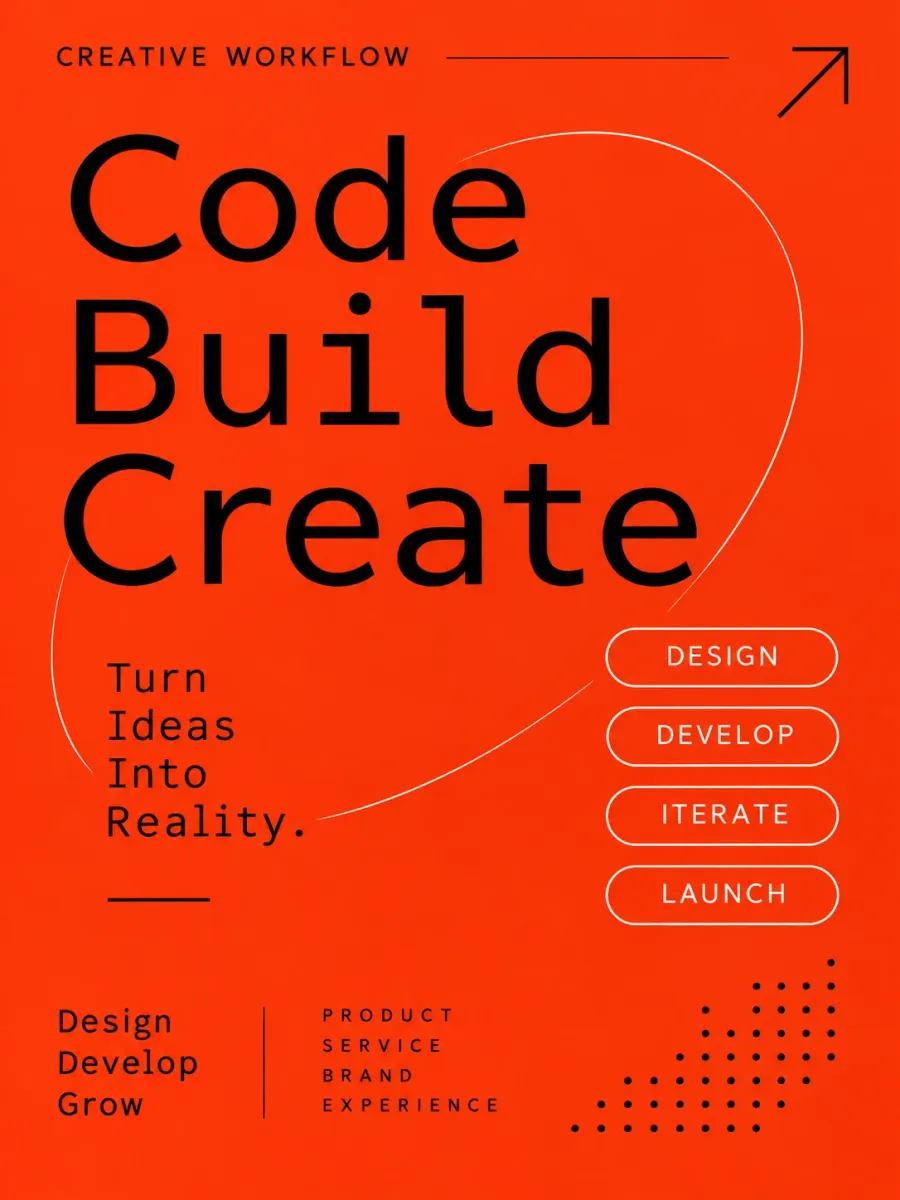 CREATIVE WORKFLOW
Code
Build
Create
Turn
Ideas
Into
Reality.
DESIGN
DEVELOP
ITERATE
LAUNCH
Design
Develop
Grow
PRODUCT
SERVICE
BRAND
EXPERIENCE